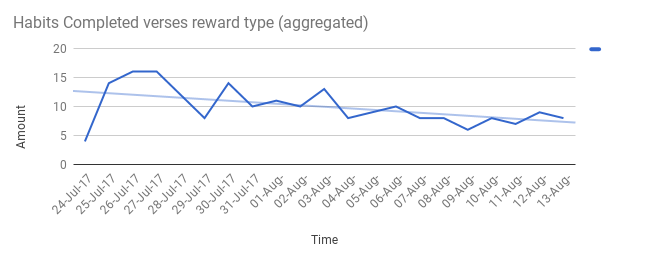 Habits Completed verses reward type (aggregated)
20
15
10
5
0
Amount
24-Jul-17
25-Jul-17
26-Jul-17
27-Jul-17
28-Jul-17
29-Jul-17
30-Jul-17
31-Jul-17
01-Aug-
02-Aug-
03-Aug-
04-Aug-
05-Aug-
06-Aug-
07-Aug-
08-Aug-
09-Aug-
10-Aug-
11-Aug-
12-Aug-
13-Aug-
Time